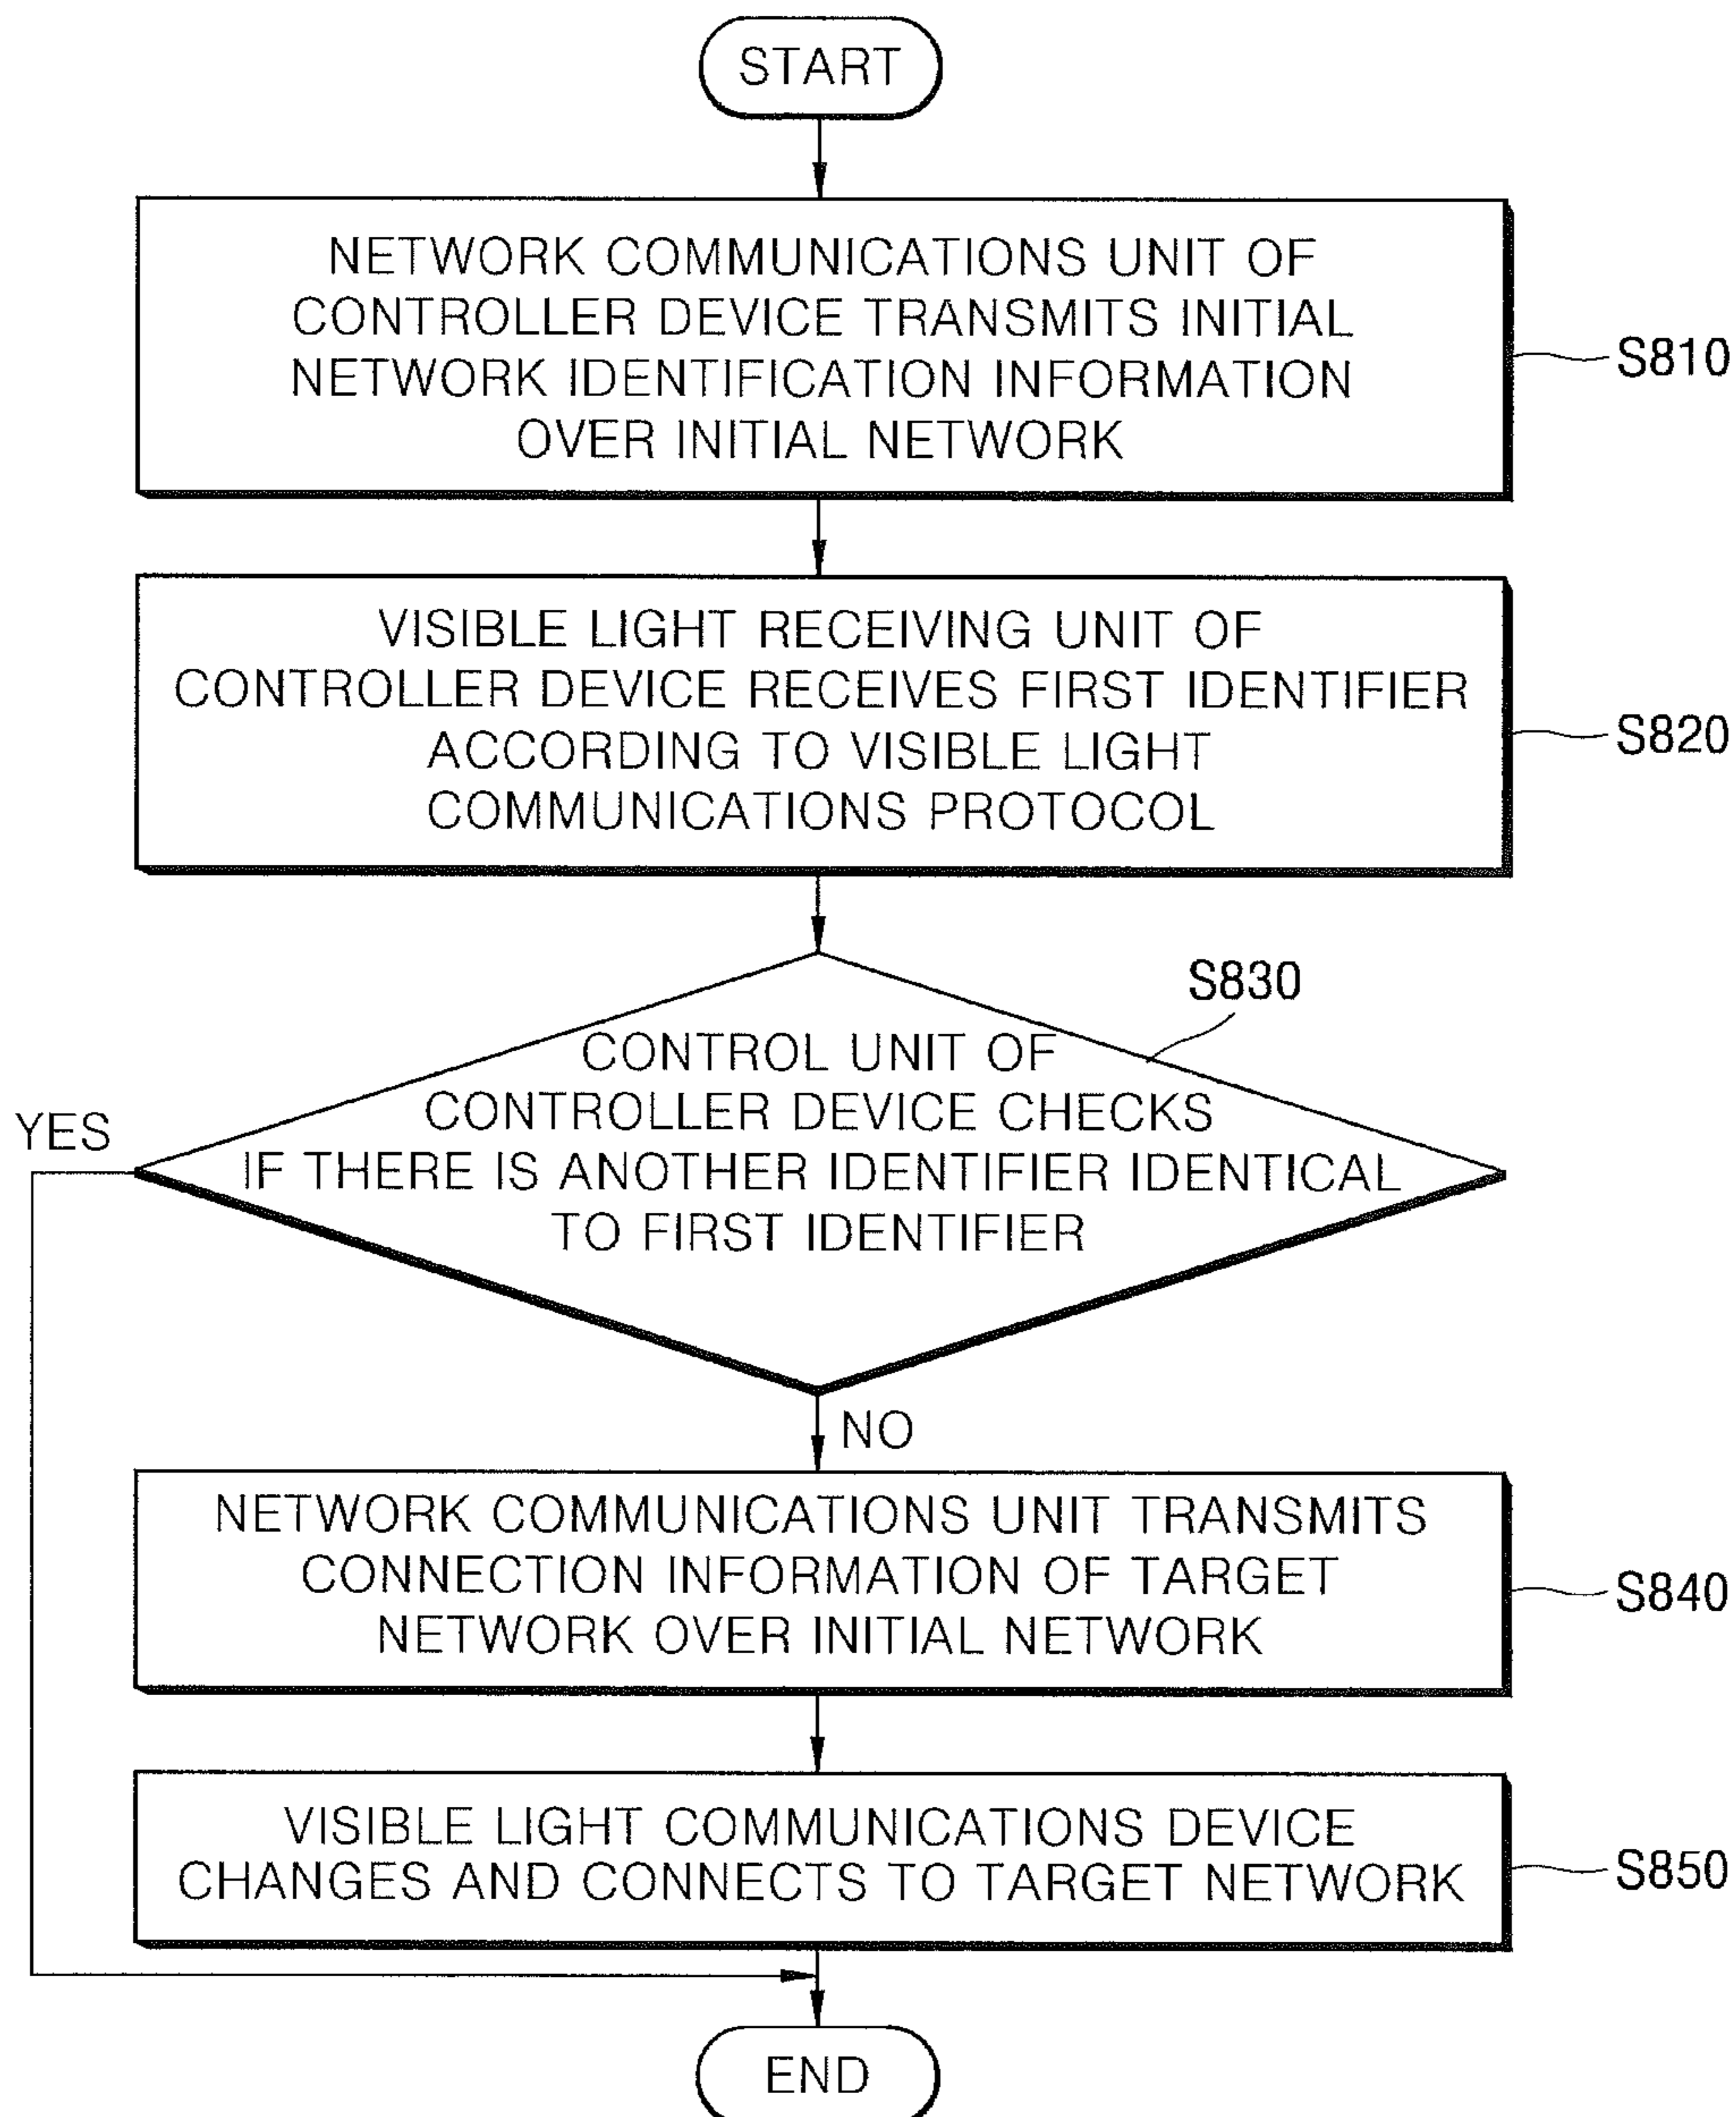 START
NETWORK COMMUNICATIONS UNIT OF
CONTROLLER DEVICE TRANSMITS INITIAL
NETWORK IDENTIFICATION INFORMATION
OVER INITIAL NETWORK
S810
VISIBLE LIGHT RECEIVING UNIT OF
CONTROLLER DEVICE RECEIVES FIRST IDENTIFIER
ACCORDING TO VISIBLE LIGHT
COMMUNICATIONS PROTOCOL
S820
S830
CONTROL UNIT OF
CONTROLLER DEVICE CHECKS
IF THERE IS ANOTHER IDENTIFIER IDENTICAL
TO FIRST IDENTIFIER
YES
NO
NETWORK COMMUNICATIONS UNIT TRANSMITS
CONNECTION INFORMATION OF TARGET
NETWORK OVER INITIAL NETWORK
S840
VISIBLE LIGHT COMMUNICATIONS DEVICE
CHANGES AND CONNECTS TO TARGET NETWORK
S850
END